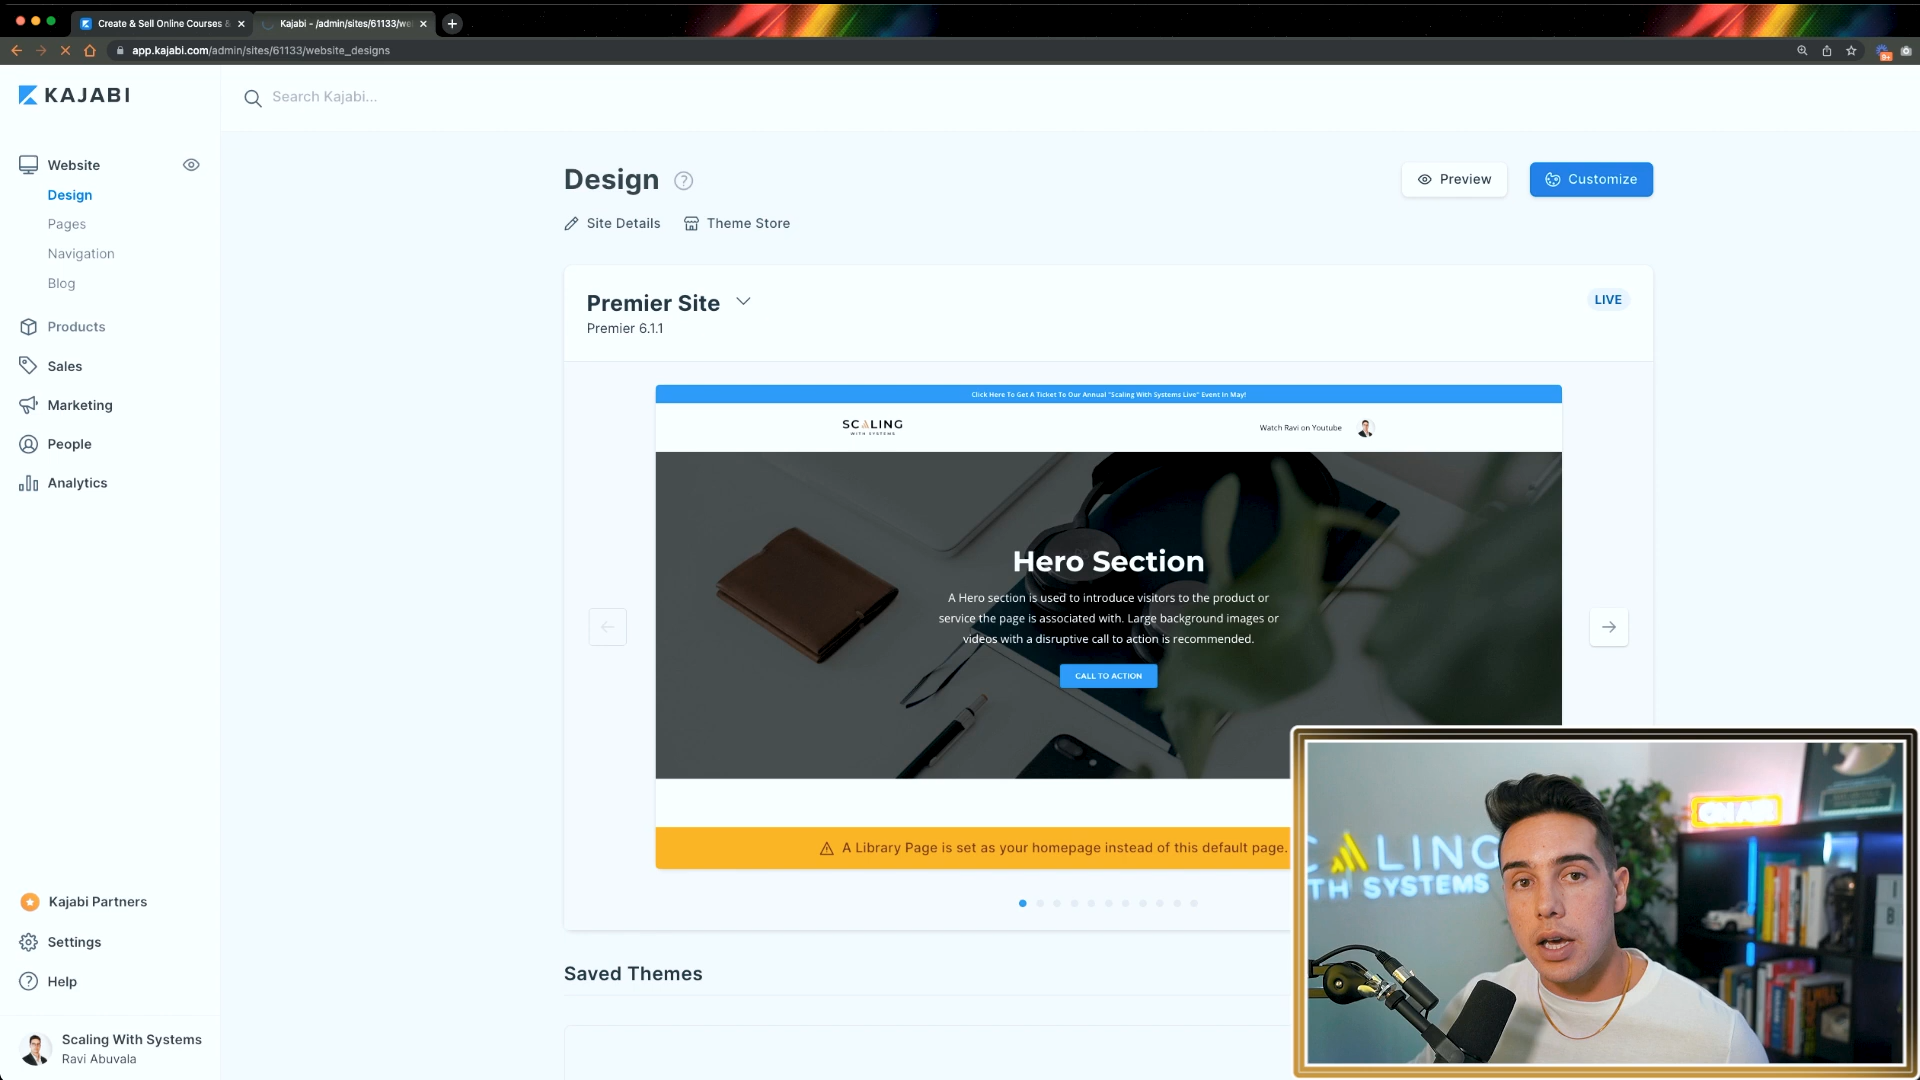 Create & Sell Online Courses &
Kajabi - /admin/sites/61133/we
app.kajabi.com/admin/sites/61133/website_designs
9+
KAJABI
Search Kajabi...
Website
Design
Pages
Navigation
Blog
Products
Sales
Marketing
People
Analytics
Kajabi Partners
Settings
Help
Scaling With Systems
Ravi Abuvala
Design
Preview
Customize
Site Details
Theme Store
Premier Site
LIVE
Premier 6.1.1
Click Here To Get A Ticket To Our Annual "Scaling With Systems Live" Event In May!
SCALING
WITH SYSTEMS
Watch Ravi on Youtube
Hero Section
A Hero section is used to introduce visitors to the product or
service the page is associated with. Large background images or
videos with a disruptive call to action is recommended.
CALL TO ACTION
A Library Page is set as your homepage instead of this default page.
Saved Themes
CALING
TH SYSTEMS
ON AIR